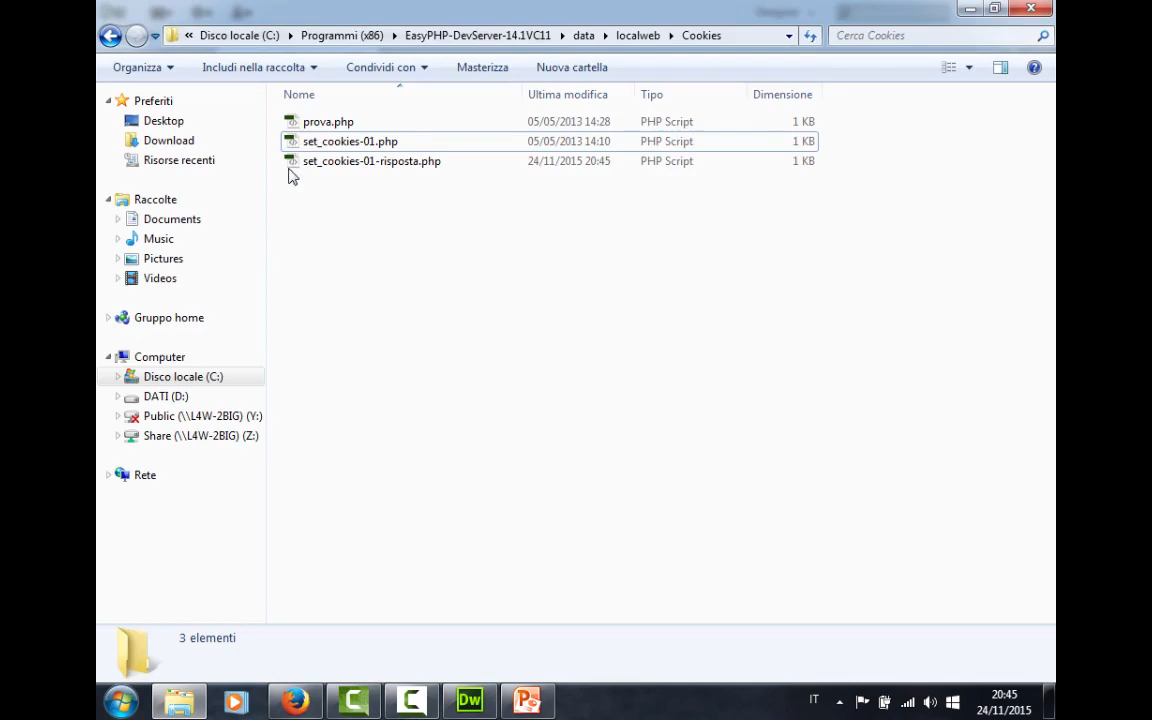 « Disco locale (C:) Programmi (x86) EasyPHP-DevServer-14.1VC11 data localweb Cookies Cerca Cookies
Organizza Includi nella raccolta Condividi con Masterizza Nuova cartella
Nome Ultima modifica Tipo Dimensione
prova.php 05/05/2013 14:28 PHP Script 1 KB
set_cookies-01.php 05/05/2013 14:10 PHP Script 1 KB
set_cookies-01-risposta.php 24/11/2015 20:45 PHP Script 1 KB
Preferiti
Desktop
Download
Risorse recenti
Raccolte
Documents
Music
Pictures
Videos
Gruppo home
Computer
Disco locale (C:)
DATI (D:)
Public (\\L4W-2BIG) (Y:)
Share (\\L4W-2BIG) (Z:)
Rete
3 elementi
Dw
IT
20:45
24/11/2015